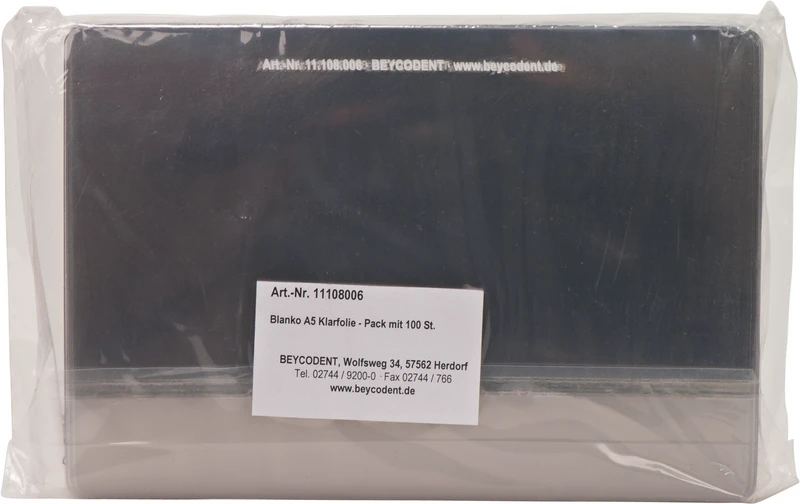 Art.-Nr. 11.108.006 BEYCODENT www.beycodent.de
Art.-Nr. 11108006
Blanko A5 Klarfolie - Pack mit 100 St.
BEYCODENT, Wolfsweg 34, 57562 Herdorf
Tel. 02744 / 9200-0 · Fax 02744 / 766
www.beycodent.de